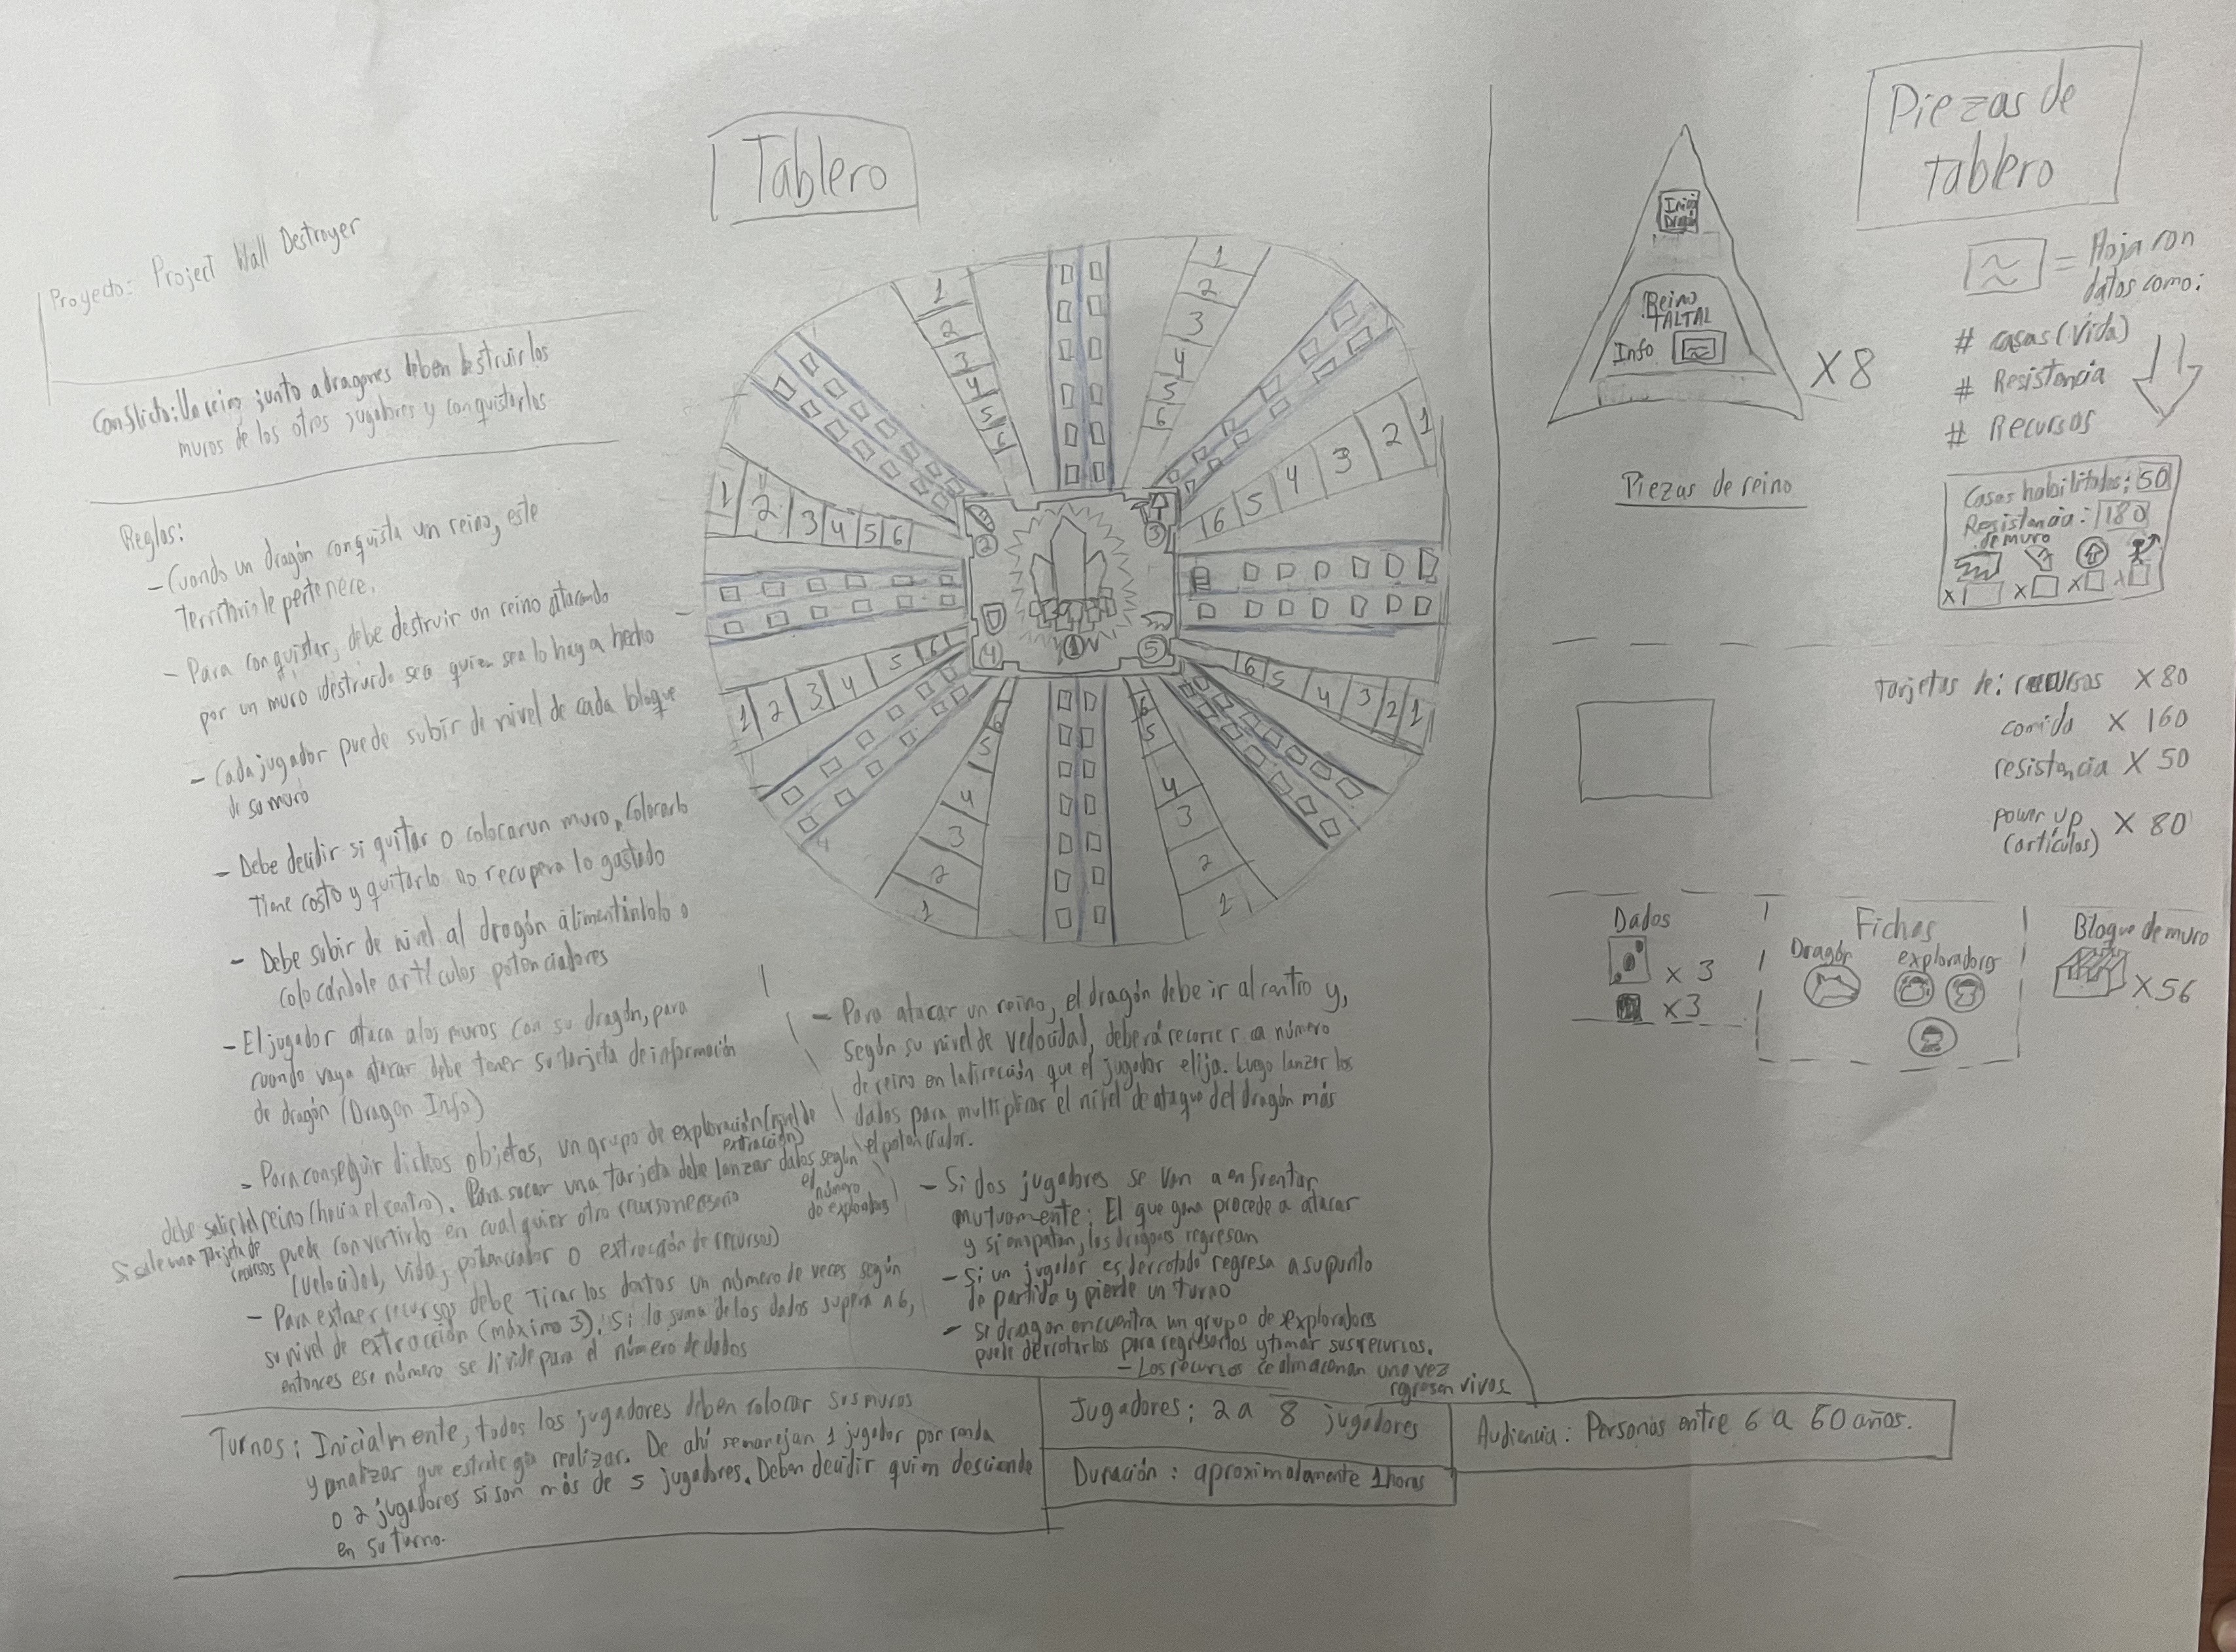 Proyecto: Project Wall Destroyer
Conflicto: Un reino junto a dragones deben destruir los
muros de los otros jugadores y conquistarlos
Reglas:
- Cuando un dragón conquista un reino, este
territorio le pertenece.
- Para conquistar, debe destruir un reino atacando
por un muro destruido sea quien sea lo haya hecho
- Cada jugador puede subir de nivel de cada bloque
de su muro
- Debe decidir si quitar o colocar un muro. Colocarlo
tiene costo y quitarlo no recupera lo gastado
- Debe subir de nivel al dragón alimentándolo o
colocándole artículos potenciadores
- El jugador ataca a los muros con su dragón, para
cuando vaya atacar debe tener su tarjeta de información
de dragón (Dragon Info)
- Para conseguir dichos objetos, un grupo de exploración (nivel de
extracción)
debe salir del reino (hacia el centro). Para sacar una tarjeta debe lanzar dados según
el
número
de exploradores
Si sale una tarjeta de
recursos puede convertirlo en cualquier otro recurso necesario
(velocidad, vida, potenciador o extracción de recursos)
- Para extraer recursos debe tirar los datos un número de veces según
su nivel de extracción (máximo 3). Si la suma de los dados supera a 6,
entonces ese número se divide para el número de dados
Tablero
1
2
3
4
5
6
1
2
3
4
5
6
1
2
3
4
5
6
1
2
3
4
5
6
1
2
3
4
5
6
1
2
3
4
5
6
1
2
3
4
5
6
1
2
3
4
5
6
2
3
4
1
5
- Para atacar un reino, el dragón debe ir al centro y,
según su nivel de velocidad, deberá recorrer ca número
de reino en la dirección que el jugador elija. Luego lanzar los
dados para multiplicar el nivel de ataque del dragón más
el potenciador.
- Si dos jugadores se van a enfrentar
mutuamente: El que gana procede a atacar
y si empatan, los dragones regresan
- Si un jugador es derrotado regresa a su punto
de partida y pierde un turno
- Si dragon encuentra un grupo de exploradores
puede derrotarlos para regresarlos y tomar sus recursos.
- Los recursos se almacenan una vez
regresen vivos
Turnos: Inicialmente, todos los jugadores deben colocar sus muros
y analizar que estrategia realizar. De ahí semanejan 1 jugador por ronda
o 2 jugadores si son más de 5 jugadores. Deben decidir quien desciende
en su turno.
Jugadores: 2 a 8 jugadores
Duración: aproximadamente 1 horas
Audiencia: Personas entre 6 a 60 años.
Piezas de
tablero
Inicio
Dragón
Reino
TALTAL
Info
X8
Piezas de reino
= Hoja con
datos como:
# casas (vida)
# Resistencia
# Recursos
Casas habilitadas: 50
Resistencia: 180
de muro
x x x x
Tarjetas de: recursos X 80
comida X 160
resistencia X 50
power up X 80
(artículos)
Dados
x 3
x 3
Fichas
Dragón
exploradores
Bloque de muro
X56